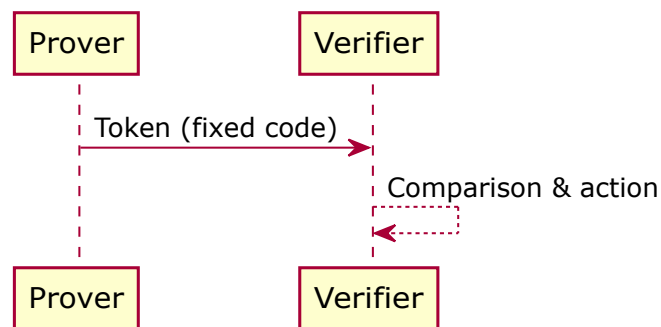 Prover
Verifier
Token (fixed code)
Comparison & action
Prover
Verifier